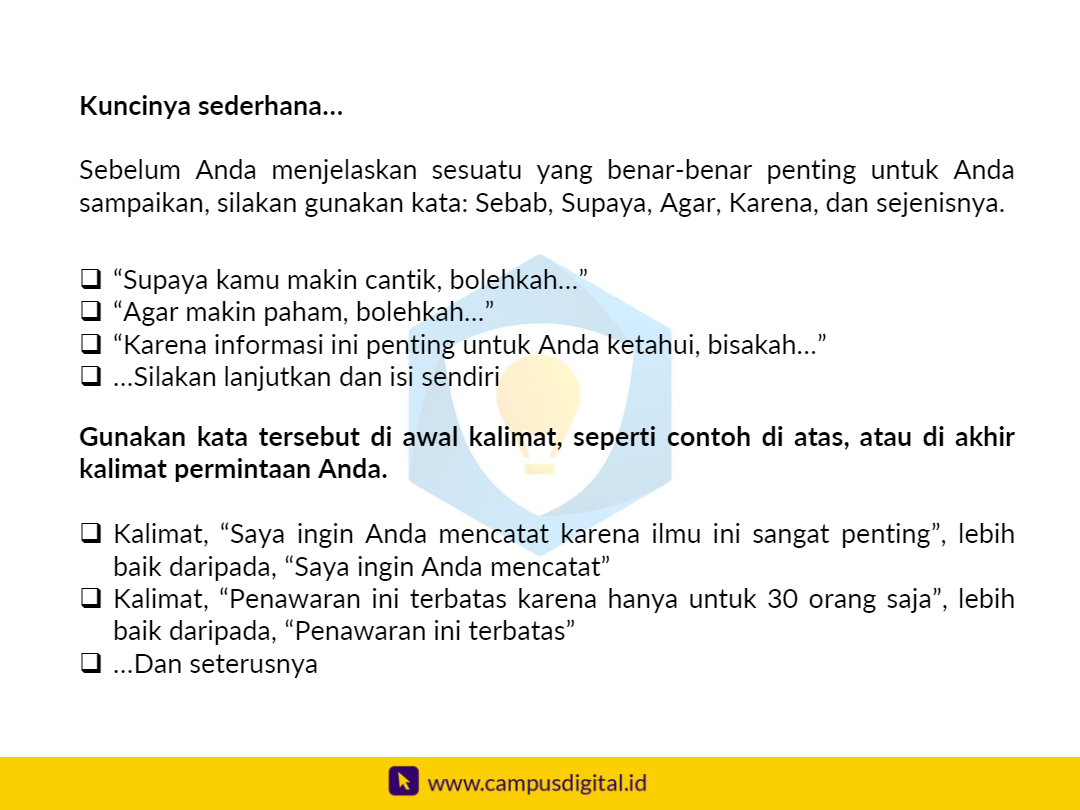 Kuncinya sederhana...
Sebelum Anda menjelaskan sesuatu yang benar-benar penting untuk Anda
sampaikan, silakan gunakan kata: Sebab, Supaya, Agar, Karena, dan sejenisnya.
❑ “Supaya kamu makin cantik, bolehkah...”
❑ “Agar makin paham, bolehkah...”
❑ “Karena informasi ini penting untuk Anda ketahui, bisakah...”
❑ ...Silakan lanjutkan dan isi sendiri
Gunakan kata tersebut di awal kalimat, seperti contoh di atas, atau di akhir
kalimat permintaan Anda.
❑ Kalimat, “Saya ingin Anda mencatat karena ilmu ini sangat penting”, lebih
baik daripada, “Saya ingin Anda mencatat”
❑ Kalimat, “Penawaran ini terbatas karena hanya untuk 30 orang saja”, lebih
baik daripada, “Penawaran ini terbatas”
❑ ...Dan seterusnya
www.campusdigital.id